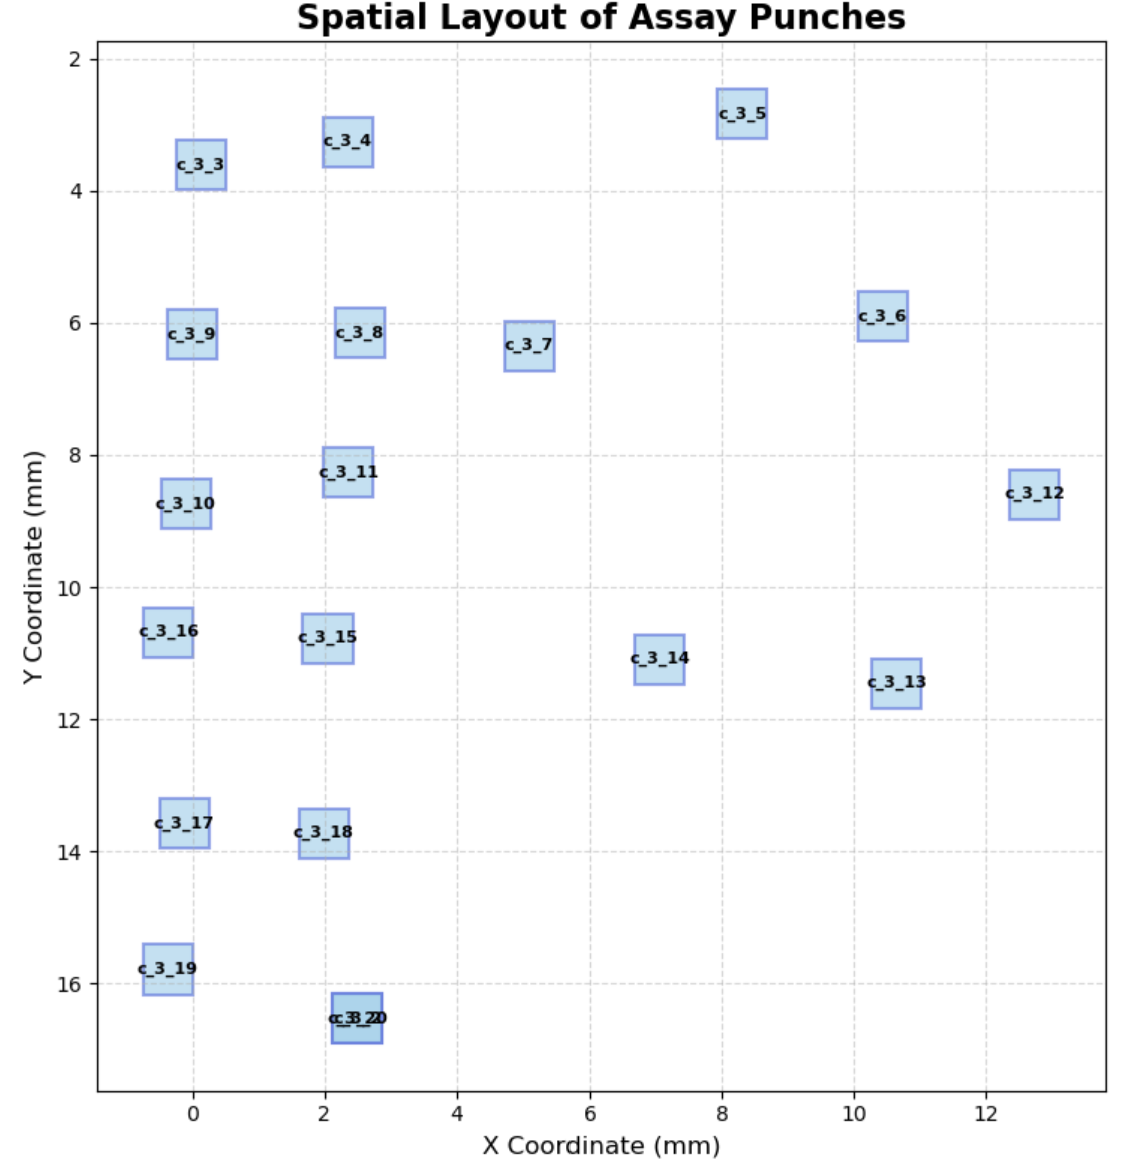 Spatial Layout of Assay Punches
2
c_3_5
c_3_4
c_3_3
4
c_3_6
6
c_3_8
c_3_9
c_3_7
8
c_3_11
c_3_12
c_3_10
10
c_3_16
c_3_15
c_3_14
c_3_13
12
c_3_17
c_3_18
14
c_3_19
16
c_3_20
Y Coordinate (mm)
0 2 4 6 8 10 12
X Coordinate (mm)